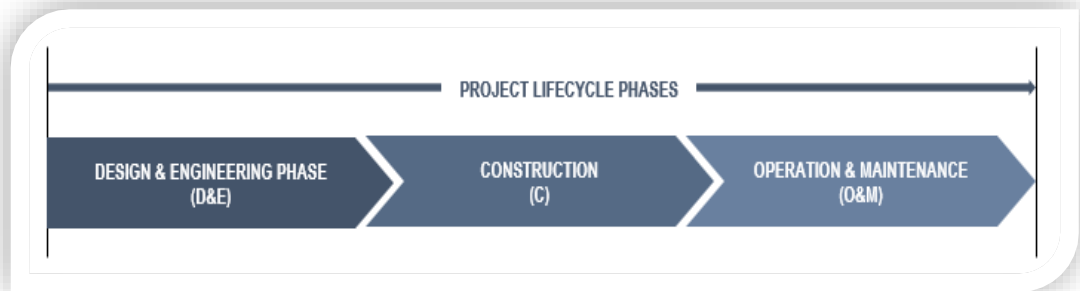 PROJECT LIFECYCLE PHASES
DESIGN & ENGINEERING PHASE
(D&E)
CONSTRUCTION
(C)
OPERATION & MAINTENANCE
(O&M)